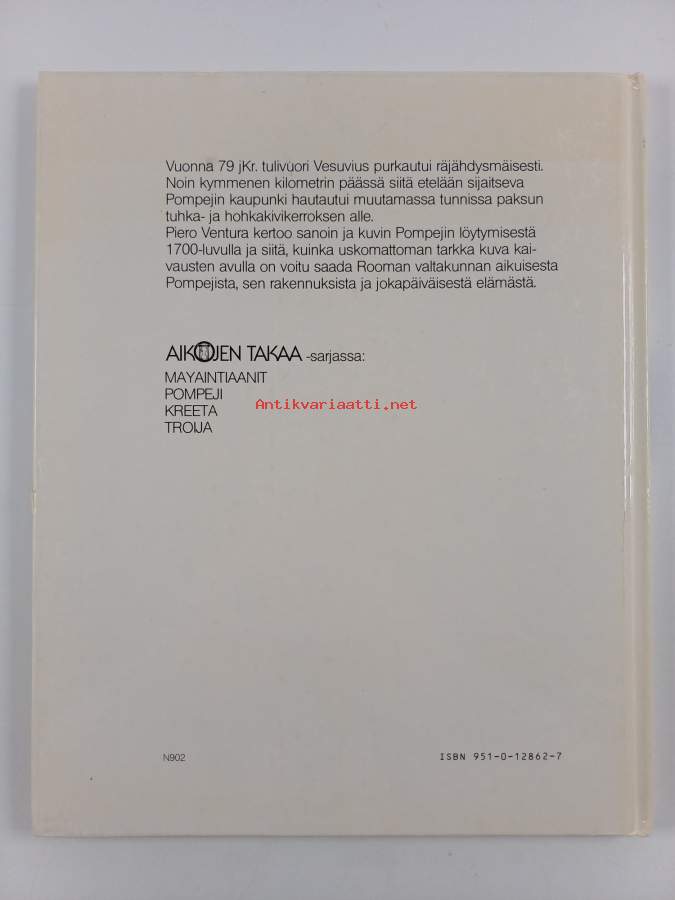 Vuonna 79 jKr. tulivuori Vesuvius purkautui räjähdysmäisesti.
Noin kymmenen kilometrin päässä siitä etelään sijaitseva
Pompejin kaupunki hautautui muutamassa tunnissa paksun
tuhka- ja hohkakivikerroksen alle.
Piero Ventura kertoo sanoin ja kuvin Pompejin löytymisestä
1700-luvulla ja siitä, kuinka uskomattoman tarkka kuva kai-
vausten avulla on voitu saada Rooman valtakunnan aikuisesta
Pompejista, sen rakennuksista ja jokapäiväisestä elämästä.
AIKOJEN TAKAA -sarjassa:
MAYAINTIAANIT
POMPEJI
KREETA
TROIJA
Antikvariaatti.net
N902
ISBN 951-0-12862-7